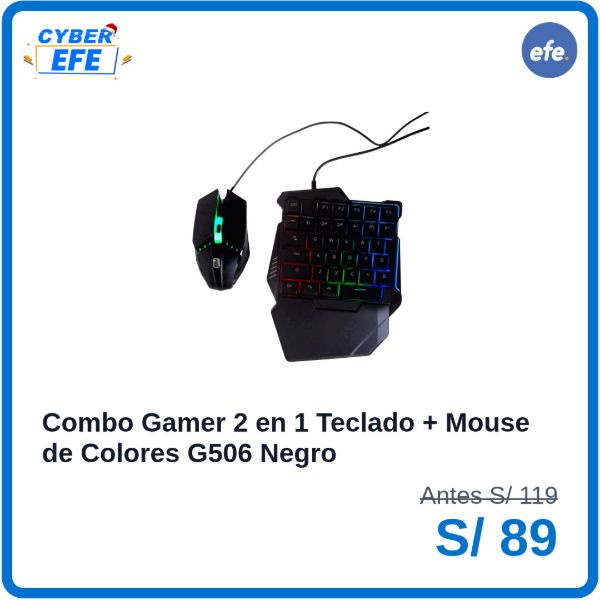 CYBER
EFE
efe.
Combo Gamer 2 en 1 Teclado + Mouse
de Colores G506 Negro
Antes S/ 119
S/ 89